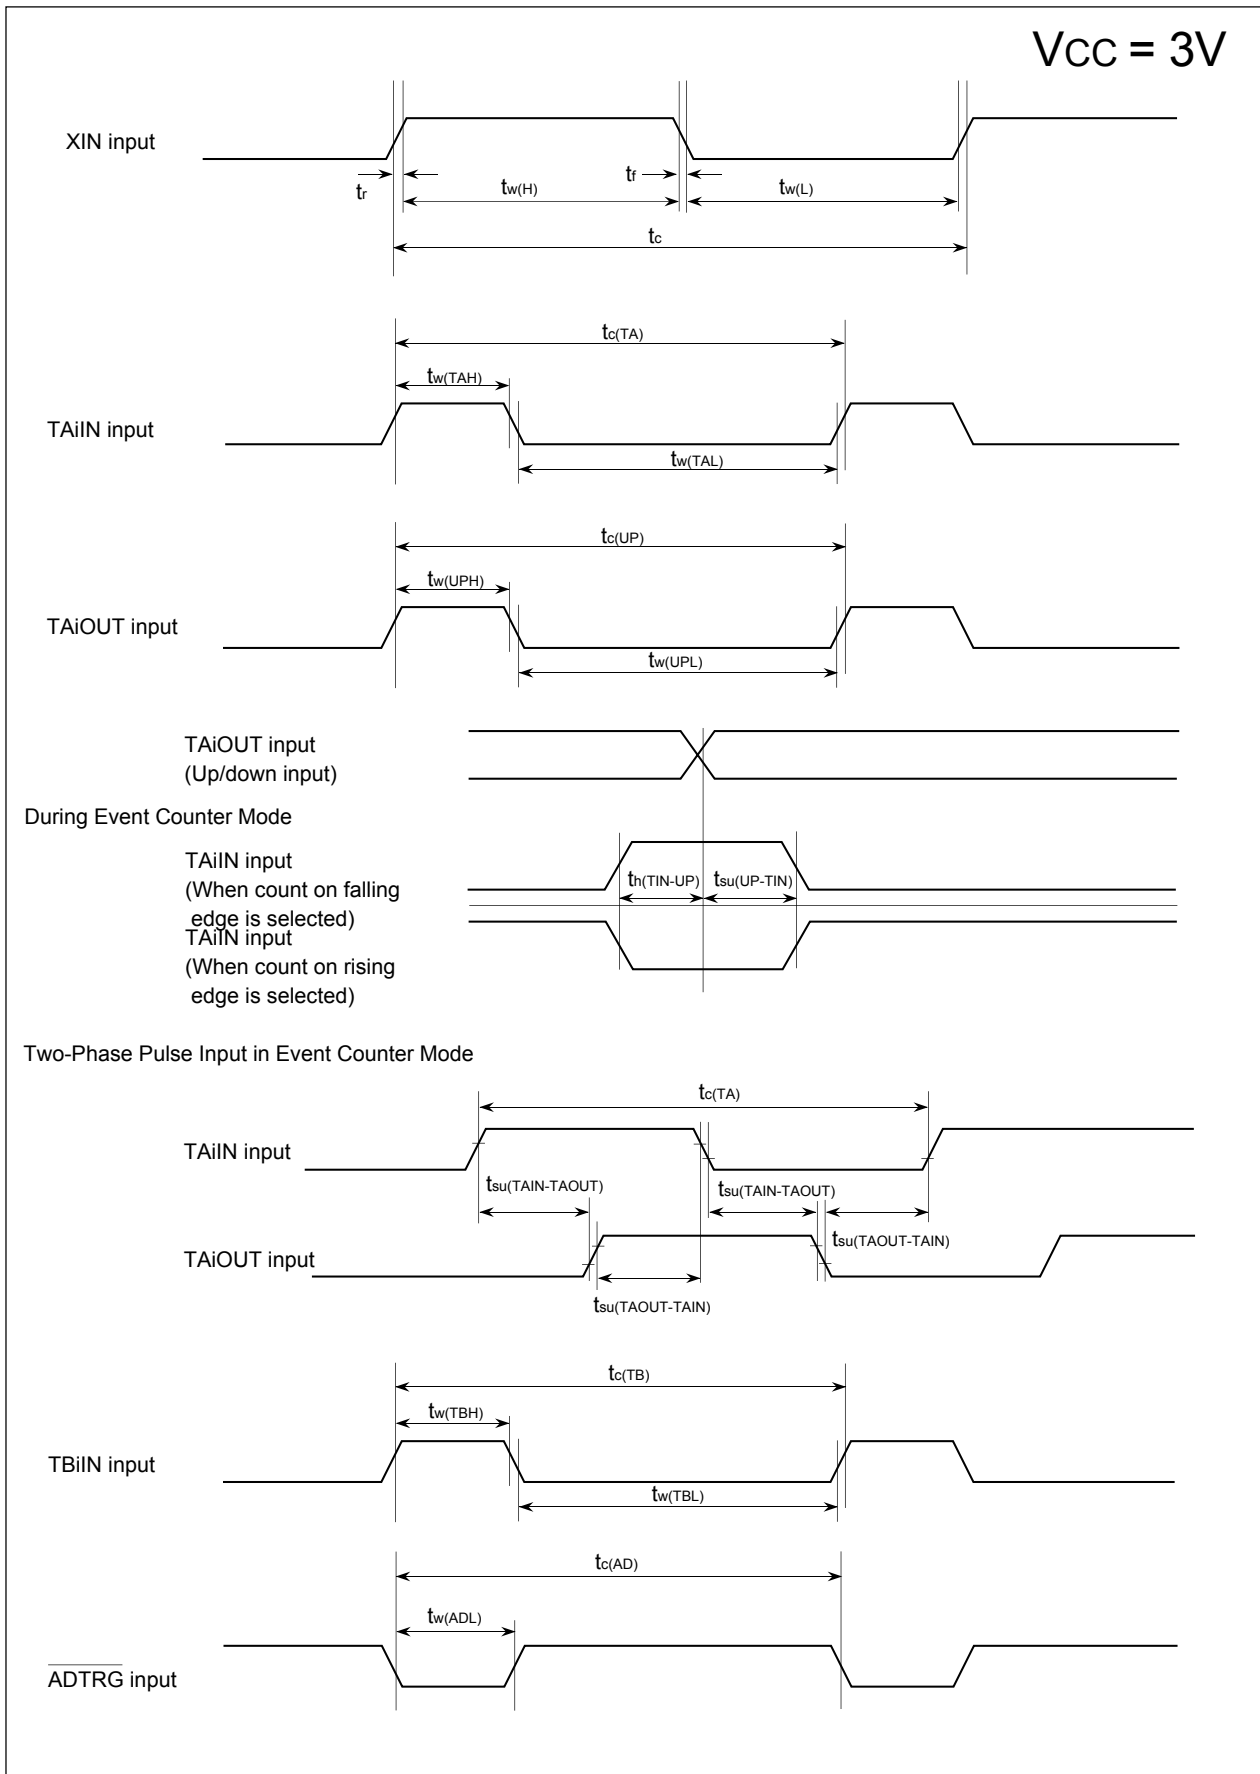 VCC = 3V
XIN input
tr
tw(H)
tf
tw(L)
tc
tc(TA)
tw(TAH)
TAiIN input
tw(TAL)
tc(UP)
tw(UPH)
TAiOUT input
tw(UPL)
TAiOUT input
(Up/down input)
During Event Counter Mode
TAiIN input
(When count on falling
edge is selected)
th(TIN-UP)
tsu(UP-TIN)
TAiIN input
(When count on rising
edge is selected)
Two-Phase Pulse Input in Event Counter Mode
tc(TA)
TAiIN input
tsu(TAIN-TAOUT)
tsu(TAIN-TAOUT)
tsu(TAOUT-TAIN)
TAiOUT input
tsu(TAOUT-TAIN)
tc(TB)
tw(TBH)
TBiIN input
tw(TBL)
tc(AD)
tw(ADL)
ADTRG input